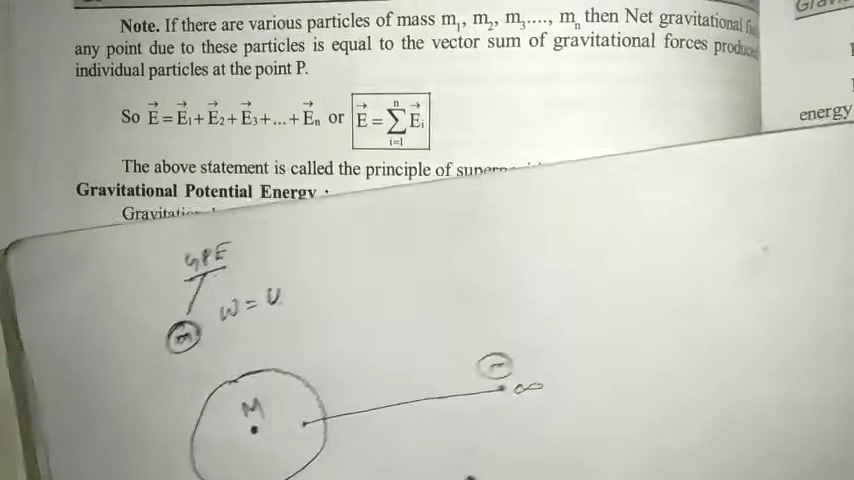 Note. If there are various particles of mass m₁, m₂, m₃...., mₙ then Net gravitational
any point due to these particles is equal to the vector sum of gravitational forces
individual particles at the point P.
So E⃗ = E⃗₁ + E⃗₂ + E⃗₃ + ... + E⃗ₙ or E⃗ = ∑ⁿᵢ₌₁ E⃗ᵢ
energy
The above statement is called the principle of
Gravitational Potential Energy :
GPE
W = U
m
∞
M